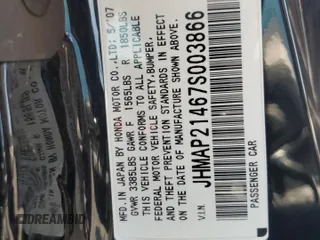 MFD. IN JAPAN BY HONDA MOTOR CO., LTD. 5/07
GVWR 3385LBS GAWR F 1565LBS R 1850LBS
THIS VEHICLE CONFORMS TO ALL APPLICABLE
FEDERAL MOTOR VEHICLE SAFETY, BUMPER,
AND THEFT PREVENTION STANDARDS IN EFFECT
ON THE DATE OF MANUFACTURE SHOWN ABOVE.
V.I.N. JHMAP21467S003866
PASSENGER CAR
DREAMBID